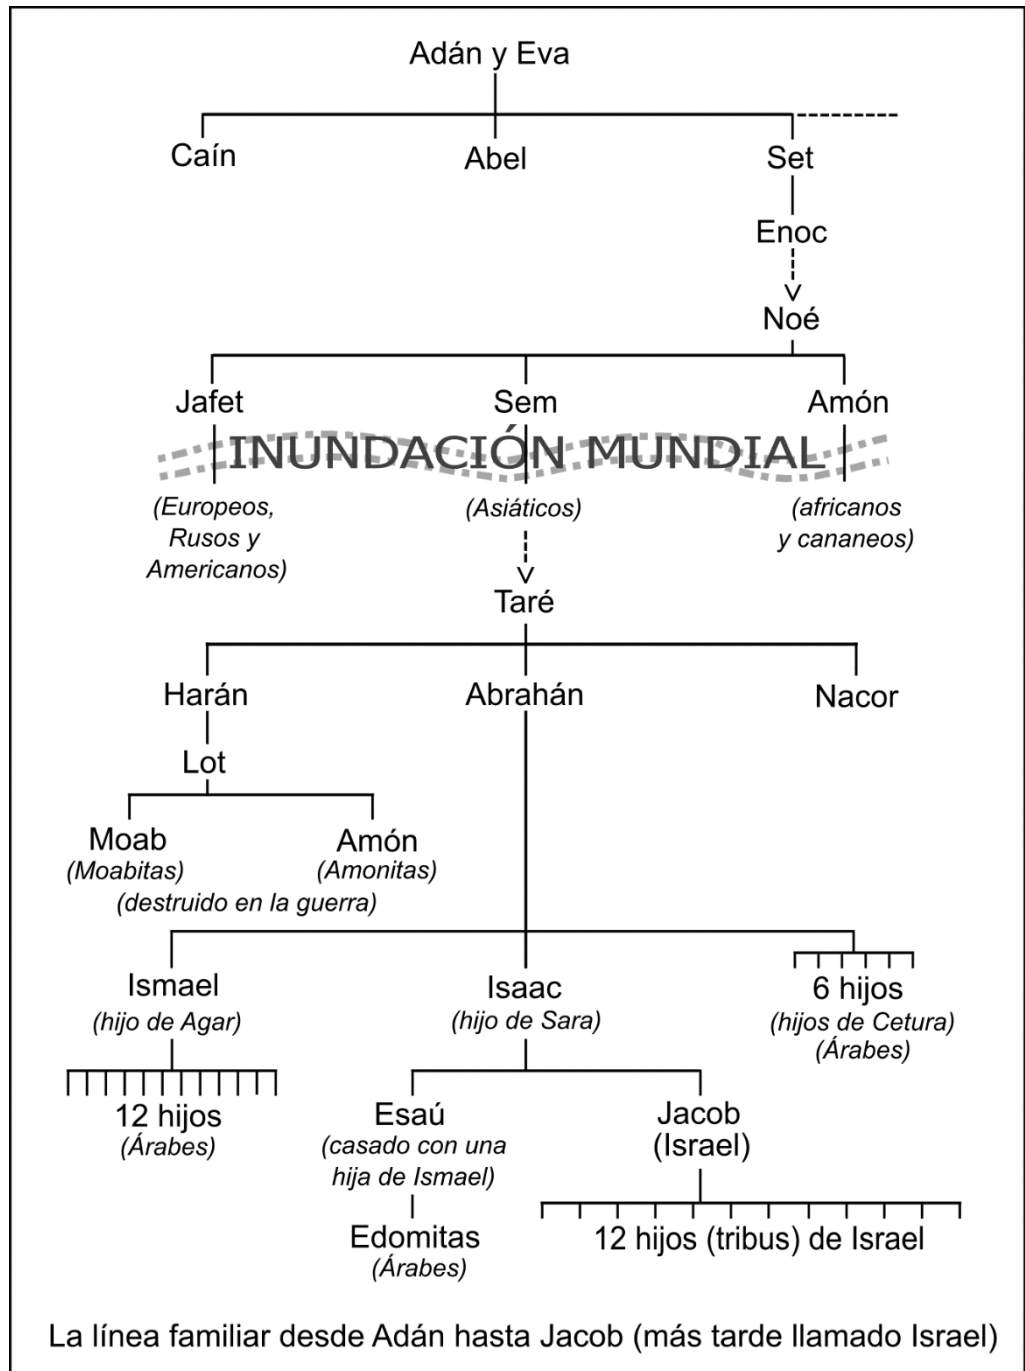 Adán y Eva
Caín Abel Set
Enoc
Noé
Jafet Sem Amón
INUNDACIÓN MUNDIAL
(Europeos,
Rusos y
Americanos)
(Asiáticos)
(africanos
y cananeos)
Taré
Harán Abrahán Nacor
Lot
Moab
(Moabitas)
Amón
(Amonitas)
(destruido en la guerra)
Ismael
(hijo de Agar)
Isaac
(hijo de Sara)
6 hijos
(hijos de Cetura)
(Árabes)
12 hijos
(Árabes)
Esaú
(casado con una
hija de Ismael)
Jacob
(Israel)
Edomitas
(Árabes)
12 hijos (tribus) de Israel
La línea familiar desde Adán hasta Jacob (más tarde llamado Israel)